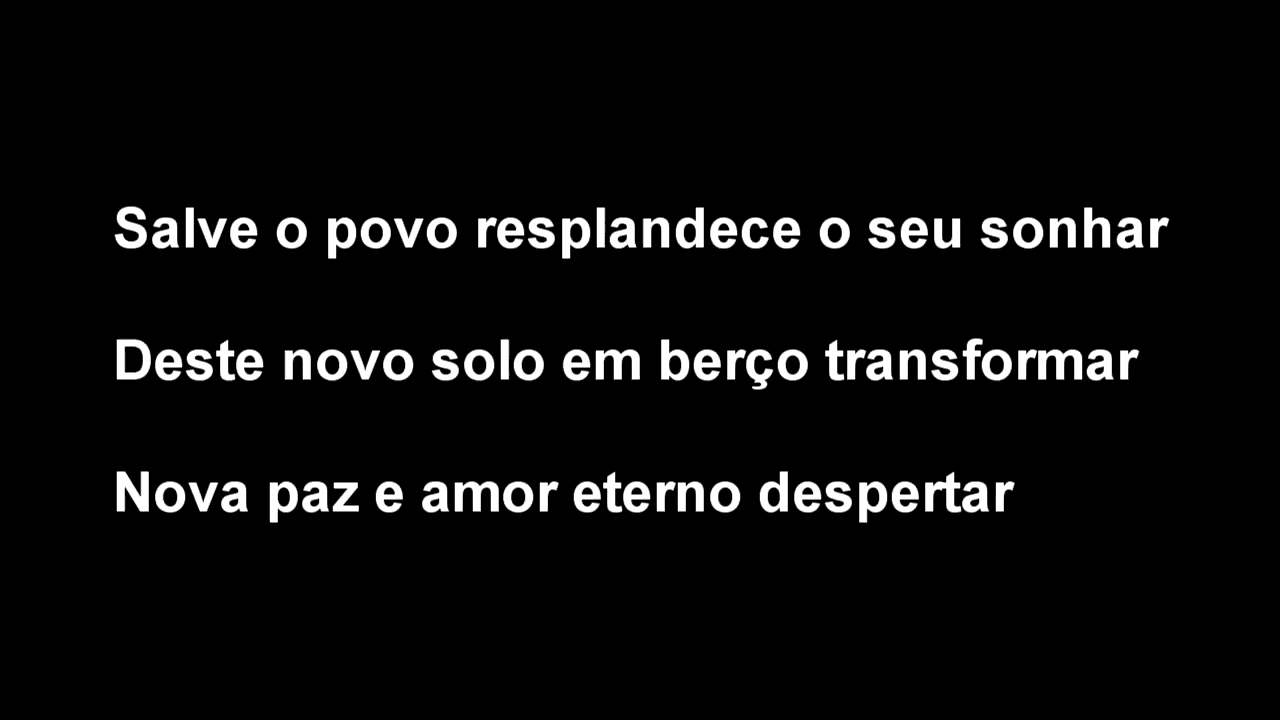 Salve o povo resplandece o seu sonhar
Deste novo solo em berço transformar
Nova paz e amor eterno despertar